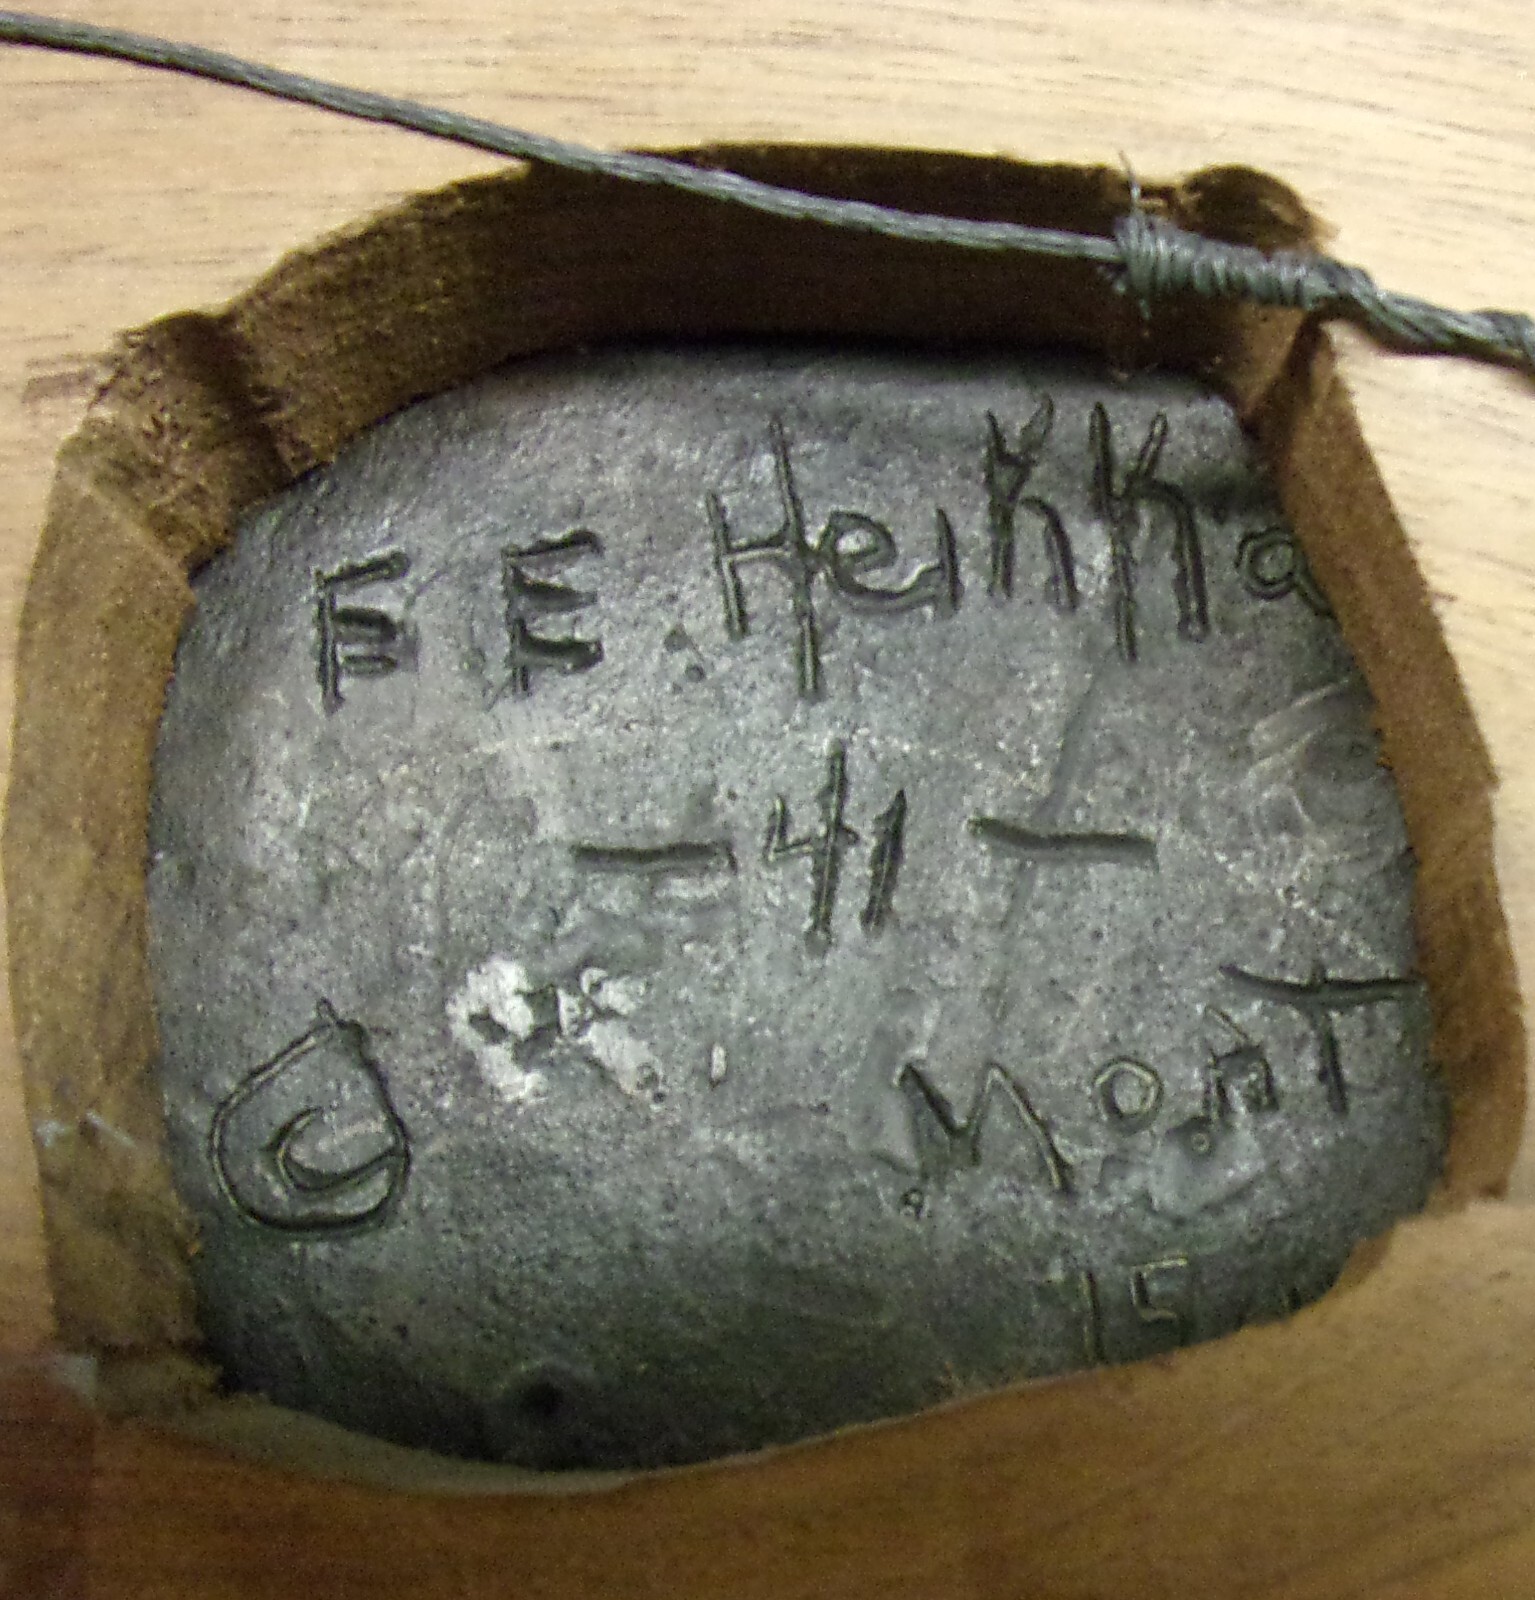 E E. Heikka
— 41 —
© Mont
15